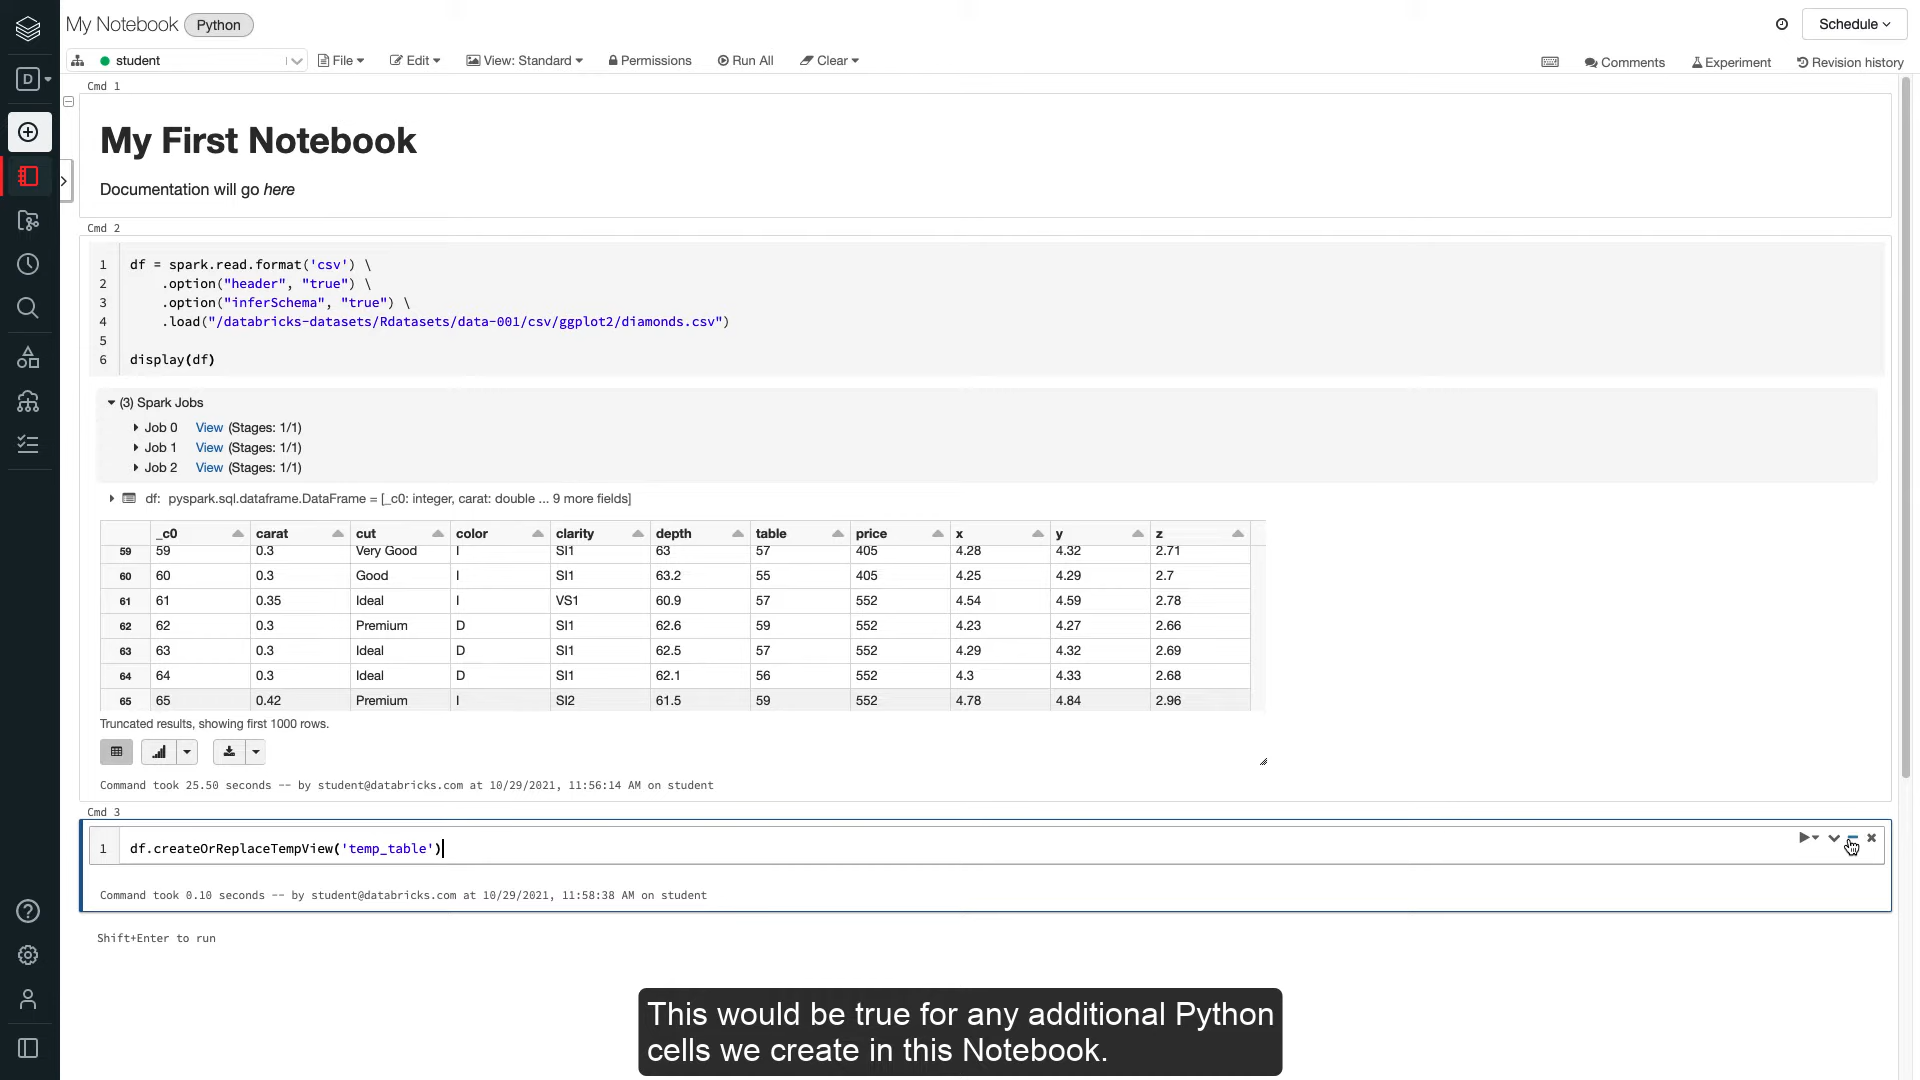 My Notebook Python
Schedule
D
student File Edit View: Standard Permissions Run All Clear
Comments Experiment Revision history
Cmd 1
My First Notebook
Documentation will go here
Cmd 2
1 df = spark.read.format('csv') \
2 .option("header", "true") \
3 .option("inferSchema", "true") \
4 .load("/databricks-datasets/Rdatasets/data-001/csv/ggplot2/diamonds.csv")
5
6 display(df)
(3) Spark Jobs
Job 0 View (Stages: 1/1)
Job 1 View (Stages: 1/1)
Job 2 View (Stages: 1/1)
df: pyspark.sql.dataframe.DataFrame = [_c0: integer, carat: double ... 9 more fields]
_c0 carat cut color clarity depth table price x y z
59 59 0.3 Very Good I SI1 63 57 405 4.28 4.32 2.71
60 60 0.3 Good I SI1 63.2 55 405 4.25 4.29 2.7
61 61 0.35 Ideal I VS1 60.9 57 552 4.54 4.59 2.78
62 62 0.3 Premium D SI1 62.6 59 552 4.23 4.27 2.66
63 63 0.3 Ideal D SI1 62.5 57 552 4.29 4.32 2.69
64 64 0.3 Ideal D SI1 62.1 56 552 4.3 4.33 2.68
65 65 0.42 Premium I SI2 61.5 59 552 4.78 4.84 2.96
Truncated results, showing first 1000 rows.
Command took 25.50 seconds -- by student@databricks.com at 10/29/2021, 11:56:14 AM on student
Cmd 3
1 df.createOrReplaceTempView('temp_table')
Command took 0.10 seconds -- by student@databricks.com at 10/29/2021, 11:58:38 AM on student
Shift+Enter to run
This would be true for any additional Python
cells we create in this Notebook.